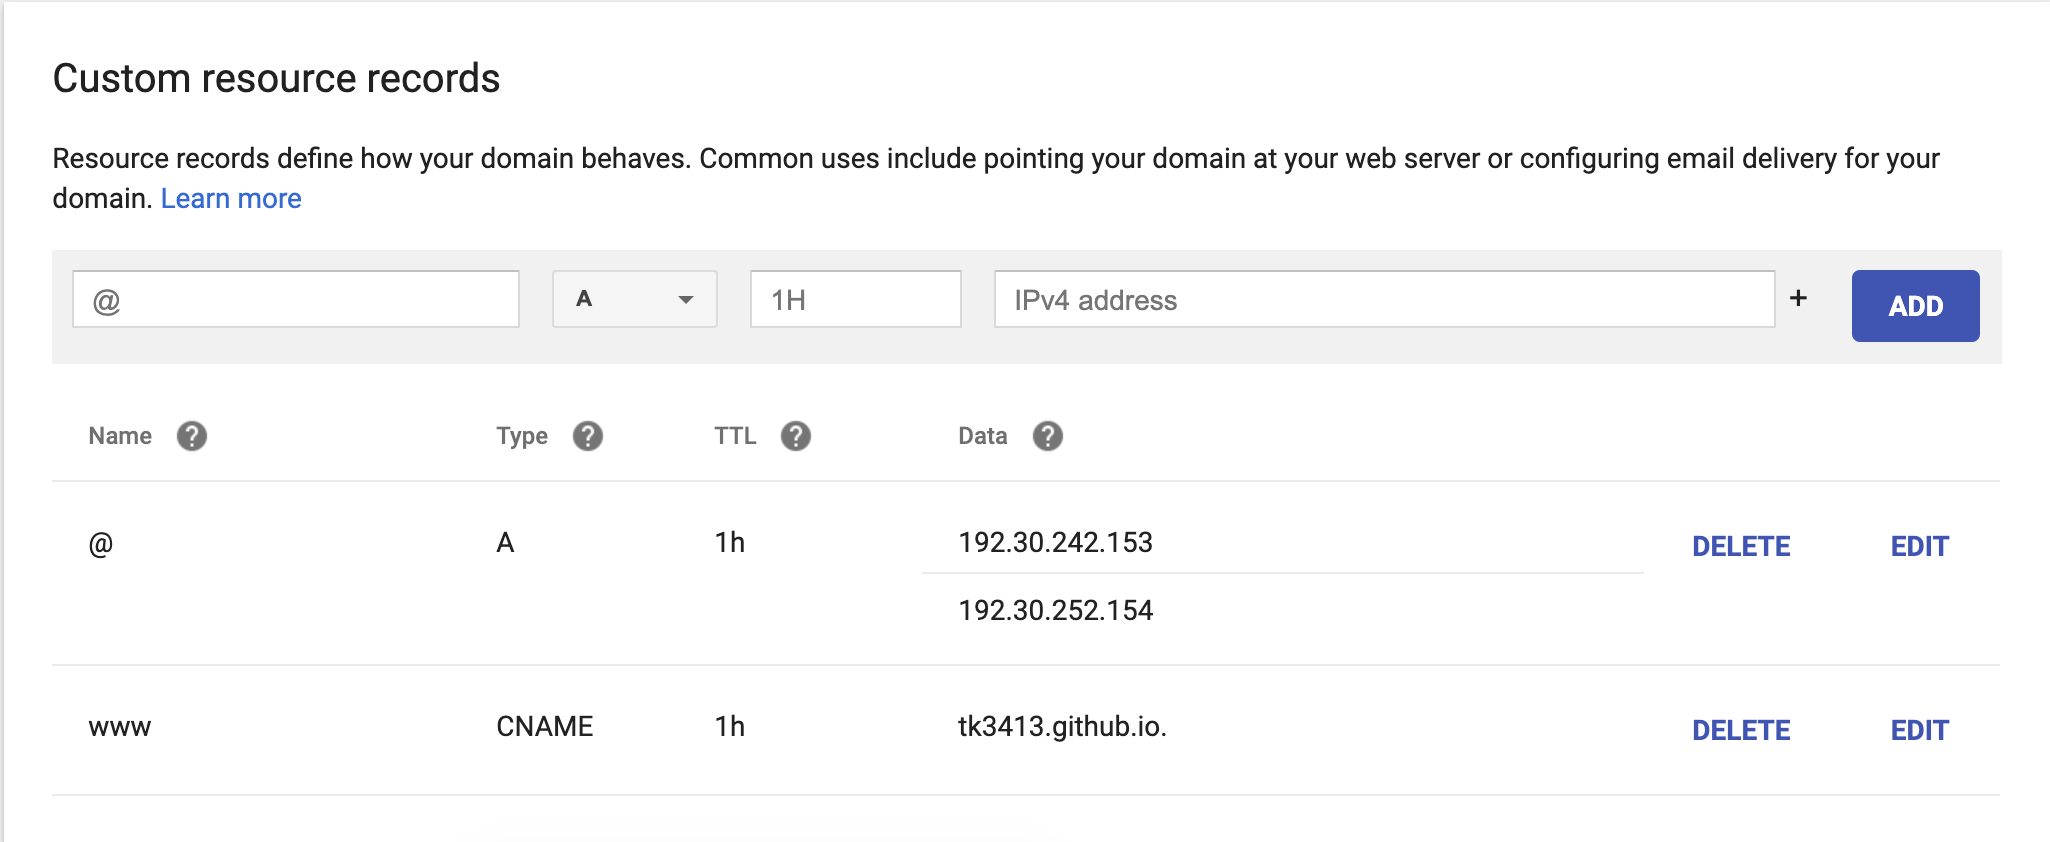 Custom resource records
Resource records define how your domain behaves. Common uses include pointing your domain at your web server or configuring email delivery for your
domain. Learn more
@ A 1H IPv4 address + ADD
Name ? Type ? TTL ? Data ?
@ A 1h 192.30.242.153 DELETE EDIT
192.30.252.154
www CNAME 1h tk3413.github.io. DELETE EDIT